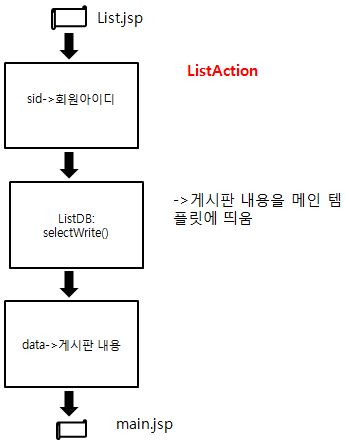 List.jsp
ListAction
sid->회원아이디
ListDB:
selectWrite()
->게시판 내용을 메인 템
플릿에 띄움
data->게시판 내용
main.jsp